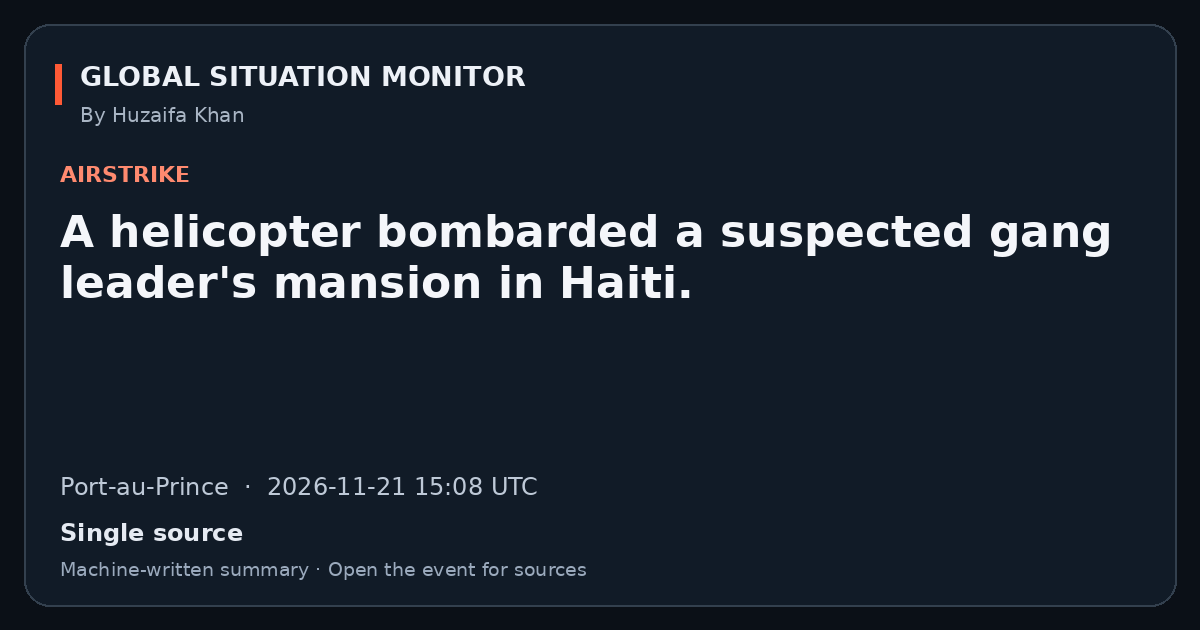 GLOBAL SITUATION MONITOR
By Huzaifa Khan
AIRSTRIKE
A helicopter bombarded a suspected gang
leader's mansion in Haiti.
Port-au-Prince · 2026-11-21 15:08 UTC
Single source
Machine-written summary · Open the event for sources